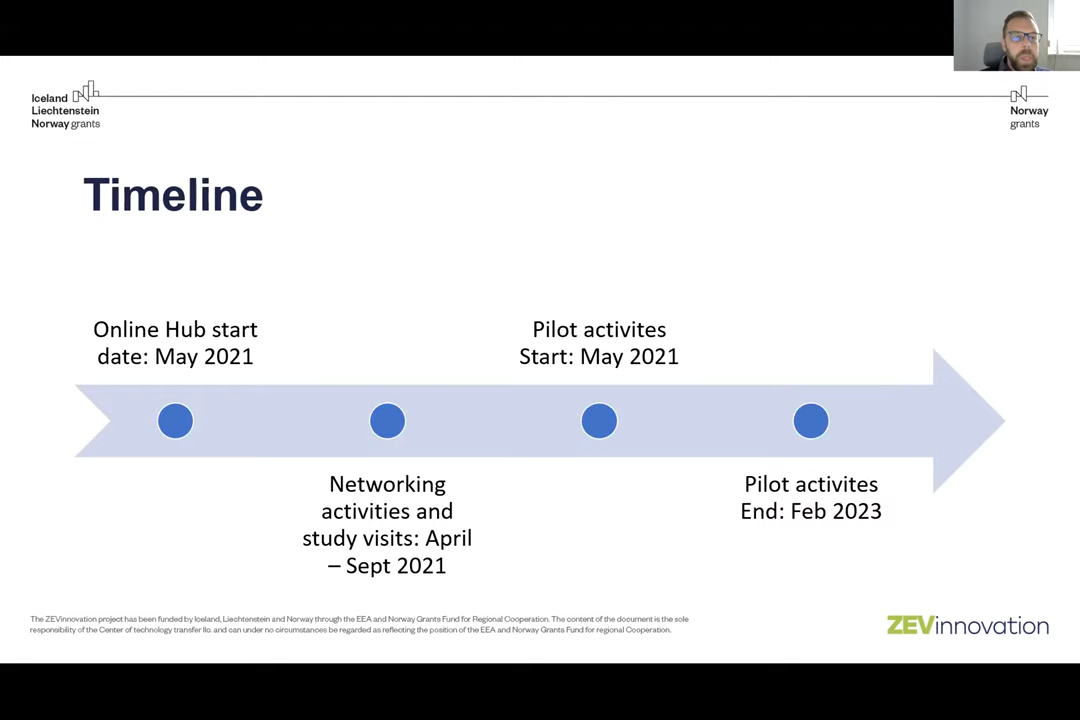 Iceland
Liechtenstein
Norway grants
Norway
grants
Timeline
Online Hub start
date: May 2021
Networking
activities and
study visits: April
– Sept 2021
Pilot activites
Start: May 2021
Pilot activites
End: Feb 2023
The ZEVinnovation project has been funded by Iceland, Liechtenstein and Norway through the EEA and Norway Grants Fund for Regional Cooperation. The content of the document is the sole
responsibility of the Center of technology transfer llc. and can under no circumstances be regarded as reflecting the position of the EEA and Norway Grants Fund for regional Cooperation.
ZEVinnovation